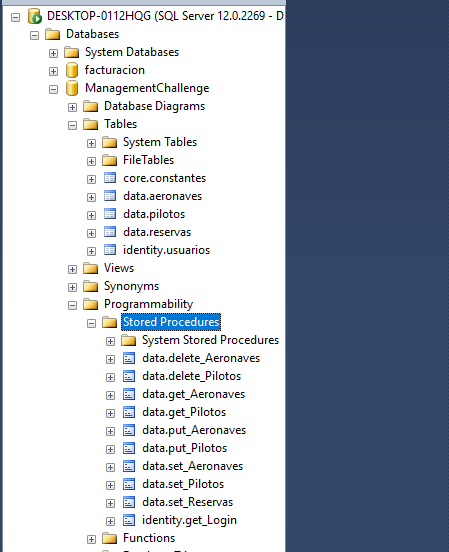 DESKTOP-0112HQG (SQL Server 12.0.2269 - D
Databases
System Databases
facturacion
ManagementChallenge
Database Diagrams
Tables
System Tables
FileTables
core.constantes
data.aeronaves
data.pilotos
data.reservas
identity.usuarios
Views
Synonyms
Programmability
Stored Procedures
System Stored Procedures
data.delete_Aeronaves
data.delete_Pilotos
data.get_Aeronaves
data.get_Pilotos
data.put_Aeronaves
data.put_Pilotos
data.set_Aeronaves
data.set_Pilotos
data.set_Reservas
identity.get_Login
Functions